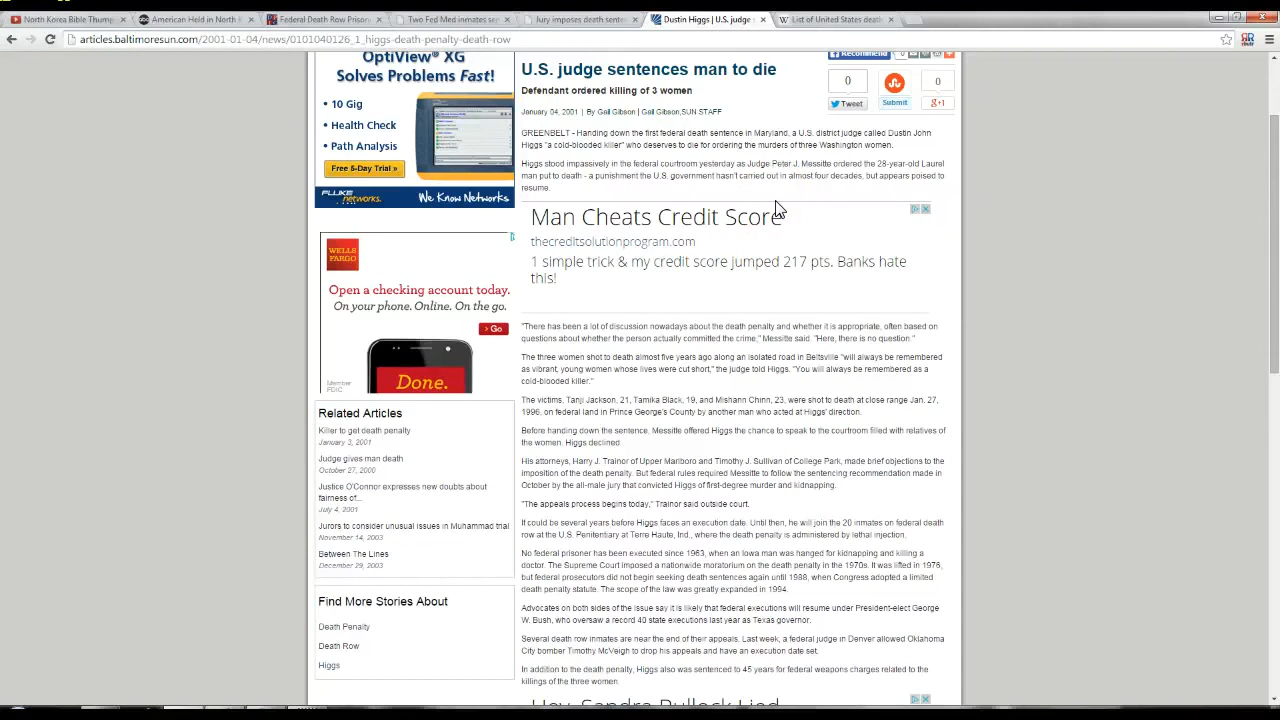 North Korea Bible Thump
abc American Held in North K
Federal Death Row Prison
Two Fed Med inmates se
Jury imposes death sente
Dustin Higgs | U.S. judge
List of United States death
articles.baltimoresun.com/2001-01-04/news/0101040126_1_higgs-death-penalty-death-row
OptiView® XG
Solves Problems Fast!
• 10 Gig
• Health Check
• Path Analysis
Free 5-Day Trial »
FLUKE networks.
We Know Networks
WELLS FARGO
Open a checking account today.
On your phone. Online. On the go.
› Go
Done.
Member
FDIC
Related Articles
Killer to get death penalty
January 3, 2001
Judge gives man death
October 27, 2000
Justice O'Connor expresses new doubts about
fairness of...
July 4, 2001
Jurors to consider unusual issues in Muhammad trial
November 14, 2003
Between The Lines
December 29, 2003
Find More Stories About
Death Penalty
Death Row
Higgs
U.S. judge sentences man to die
Defendant ordered killing of 3 women
January 04, 2001 | By Gail Gibson | Gail Gibson,SUN STAFF
Recommend 0
0
Tweet
Submit
0
g+1
GREENBELT - Handing down the first federal death sentence in Maryland, a U.S. district judge called Dustin John
Higgs "a cold-blooded killer" who deserves to die for ordering the murders of three Washington women.
Higgs stood impassively in the federal courtroom yesterday as Judge Peter J. Messitte ordered the 28-year-old Laurel
man put to death - a punishment the U.S. government hasn't carried out in almost four decades, but appears poised to
resume.
Man Cheats Credit Score
thecreditsolutionprogram.com
1 simple trick & my credit score jumped 217 pts. Banks hate
this!
"There has been a lot of discussion nowadays about the death penalty and whether it is appropriate, often based on
questions about whether the person actually committed the crime," Messitte said. "Here, there is no question."
The three women shot to death almost five years ago along an isolated road in Beltsville "will always be remembered
as vibrant, young women whose lives were cut short," the judge told Higgs. "You will always be remembered as a
cold-blooded killer."
The victims, Tanji Jackson, 21, Tamika Black, 19, and Mishann Chinn, 23, were shot to death at close range Jan. 27,
1996, on federal land in Prince George's County by another man who acted at Higgs' direction.
Before handing down the sentence, Messitte offered Higgs the chance to speak to the courtroom filled with relatives of
the women. Higgs declined.
His attorneys, Harry J. Trainor of Upper Marlboro and Timothy J. Sullivan of College Park, made brief objections to the
imposition of the death penalty. But federal rules required Messitte to follow the sentencing recommendation made in
October by the all-male jury that convicted Higgs of first-degree murder and kidnapping.
"The appeals process begins today," Trainor said outside court.
It could be several years before Higgs faces an execution date. Until then, he will join the 20 inmates on federal death
row at the U.S. Penitentiary at Terre Haute, Ind., where the death penalty is administered by lethal injection.
No federal prisoner has been executed since 1963, when an Iowa man was hanged for kidnapping and killing a
doctor. The Supreme Court imposed a nationwide moratorium on the death penalty in the 1970s. It was lifted in 1976,
but federal prosecutors did not begin seeking death sentences again until 1988, when Congress adopted a limited
death penalty statute. The scope of the law was greatly expanded in 1994.
Advocates on both sides of the issue say it is likely that federal executions will resume under President-elect George
W. Bush, who oversaw a record 40 state executions last year as Texas governor.
Several death row inmates are near the end of their appeals. Last week, a federal judge in Denver allowed Oklahoma
City bomber Timothy McVeigh to drop his appeals and have an execution date set.
In addition to the death penalty, Higgs also was sentenced to 45 years for federal weapons charges related to the
killings of the three women.
Hey, Sandra Bullock Lied